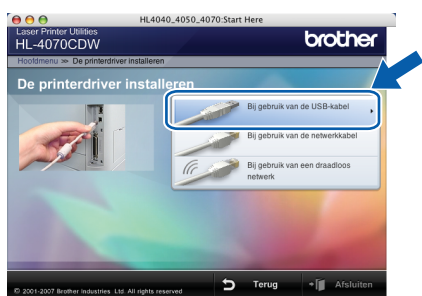 HL4040_4050_4070:Start Here
Laser Printer Utilities
HL-4070CDW
brother
Hoofdmenu >> De printerdriver installeren
De printerdriver installeren
Bij gebruik van de USB-kabel
Bij gebruik van de netwerkkabel
Bij gebruik van een draadloos
netwerk
© 2001-2007 Brother Industries Ltd All rights reserved
Terug
Afsluiten